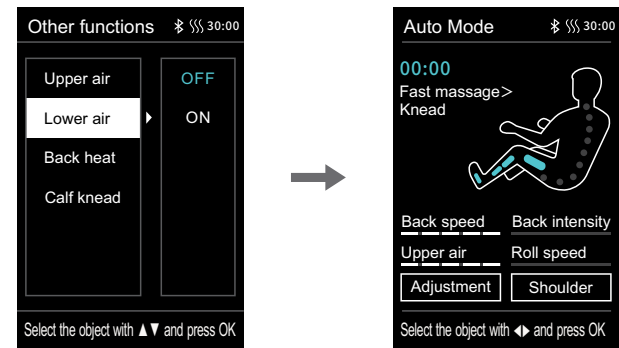 Other functions 30:00
Upper air OFF
Lower air ON
Back heat
Calf knead
Select the object with ▲▼ and press OK
Auto Mode 30:00
00:00
Fast massage>
Knead
Back speed Back intensity
Upper air Roll speed
Adjustment Shoulder
Select the object with ◀▶ and press OK